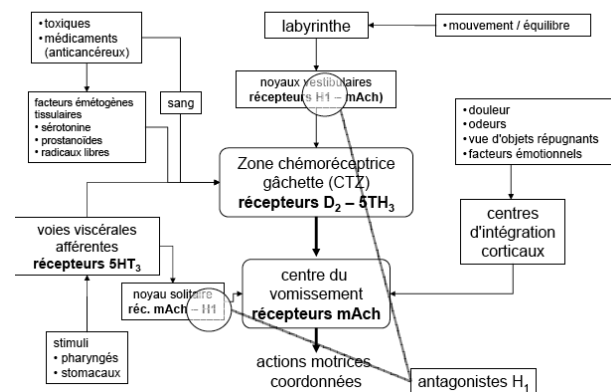 • toxiques
• médicaments
(anticancéreux)
labyrinthe
• mouvement / équilibre
facteurs émétogènes
tissulaires
• sérotonine
• prostanoïdes
• radicaux libres
sang
noyaux vestibulaires
récepteurs H1 – mAch)
• douleur
• odeurs
• vue d'objets répugnants
• facteurs émotionnels
Zone chémoréceptrice
gâchette (CTZ)
récepteurs D2 – 5TH3
voies viscérales
afférentes
récepteurs 5HT3
centres
d'intégration
corticaux
noyau solitaire
réc. mAch – H1
centre du
vomissement
récepteurs mAch
stimuli
• pharyngés
• stomacaux
actions motrices
coordonnées
antagonistes H1